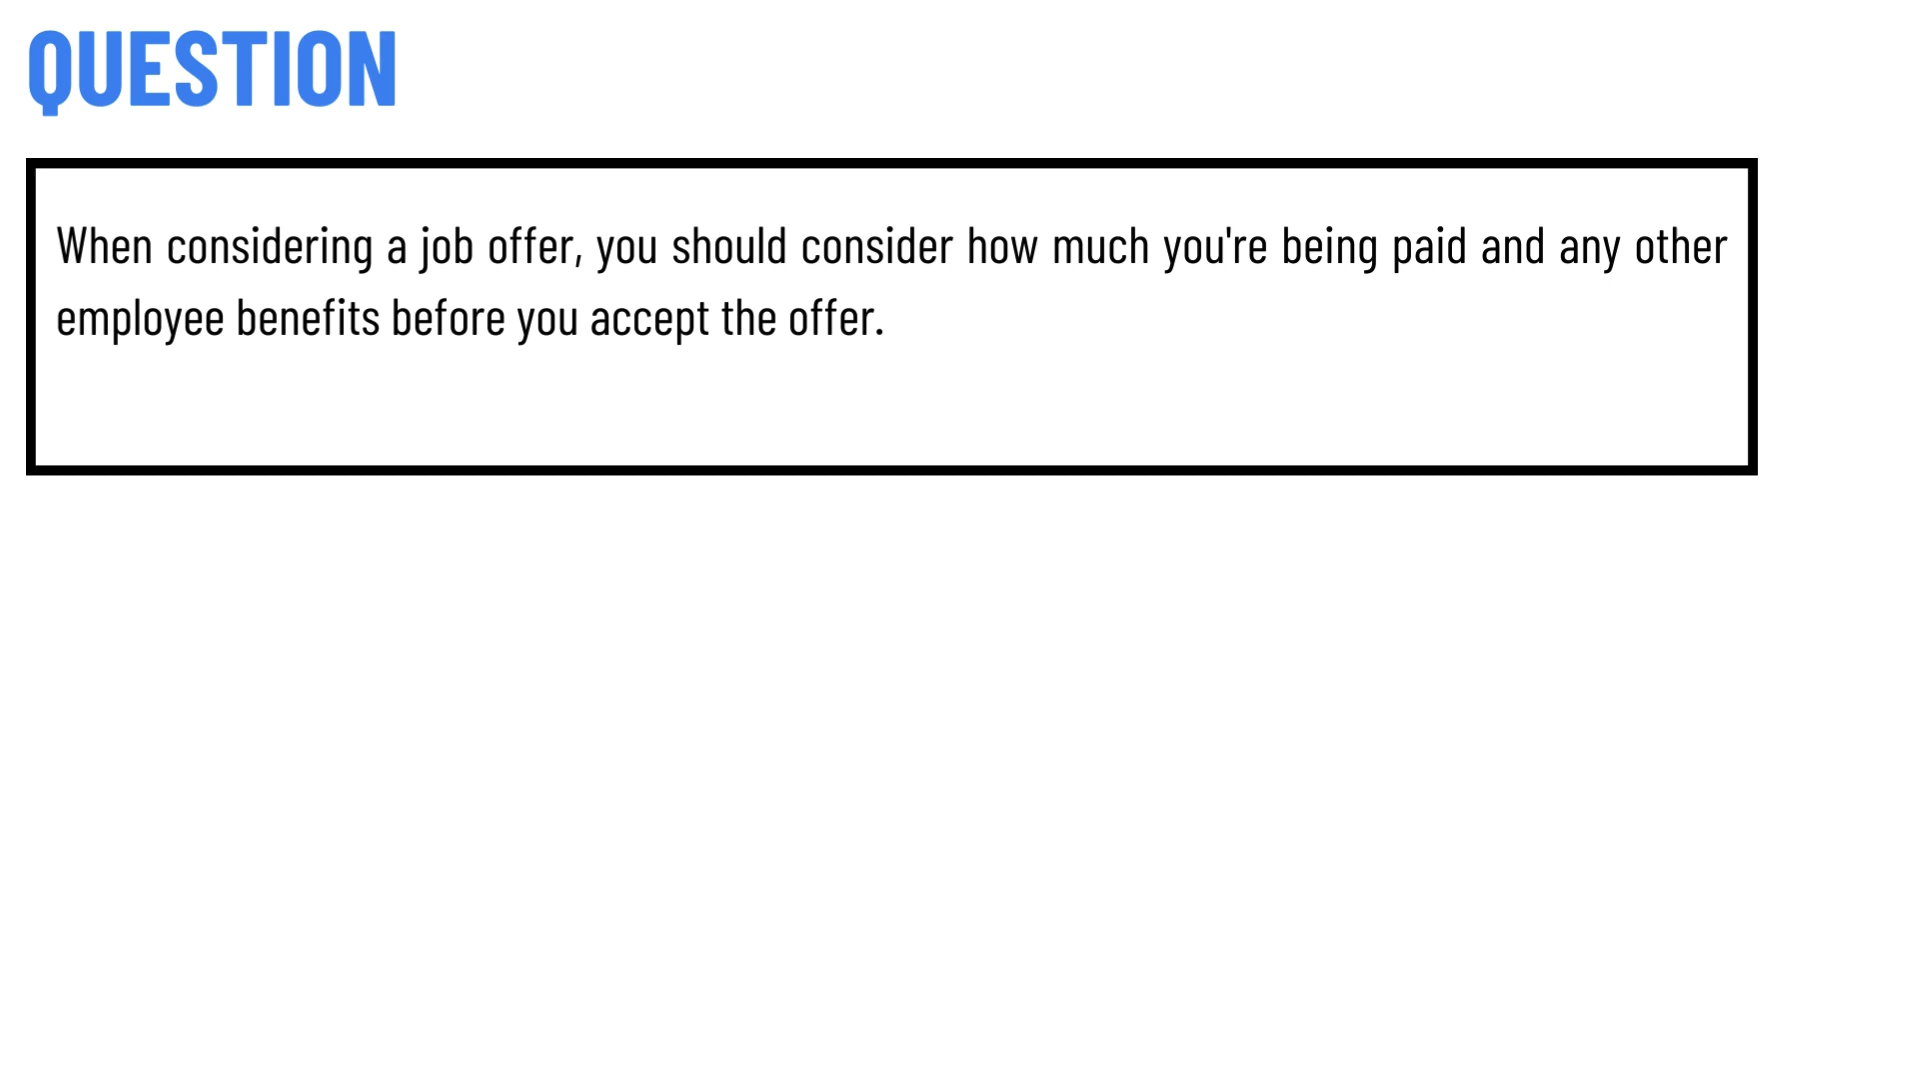 QUESTION
When considering a job offer, you should consider how much you're being paid and any other
employee benefits before you accept the offer.